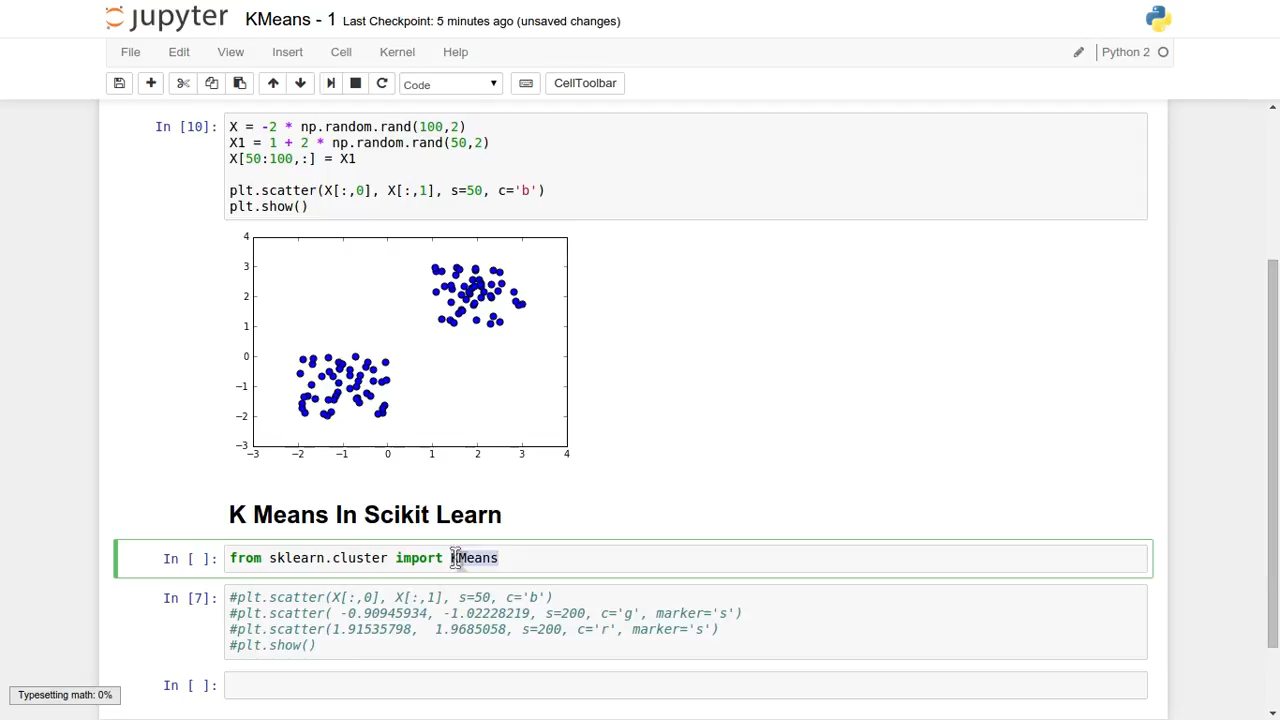 jupyter KMeans - 1 Last Checkpoint: 5 minutes ago (unsaved changes)
File Edit View Insert Cell Kernel Help Python 2
Code CellToolbar
In [10]: X = -2 * np.random.rand(100,2)
X1 = 1 + 2 * np.random.rand(50,2)
X[50:100,:] = X1
plt.scatter(X[:,0], X[:,1], s=50, c='b')
plt.show()
4
3
2
1
0
−1
−2
−3
−3 −2 −1 0 1 2 3 4
K Means In Scikit Learn
In [ ]: from sklearn.cluster import KMeans
In [7]: #plt.scatter(X[:,0], X[:,1], s=50, c='b')
#plt.scatter( -0.90945934, -1.02228219, s=200, c='g', marker='s')
#plt.scatter(1.91535798,  1.9685058, s=200, c='r', marker='s')
#plt.show()
In [ ]:
Typesetting math: 0%